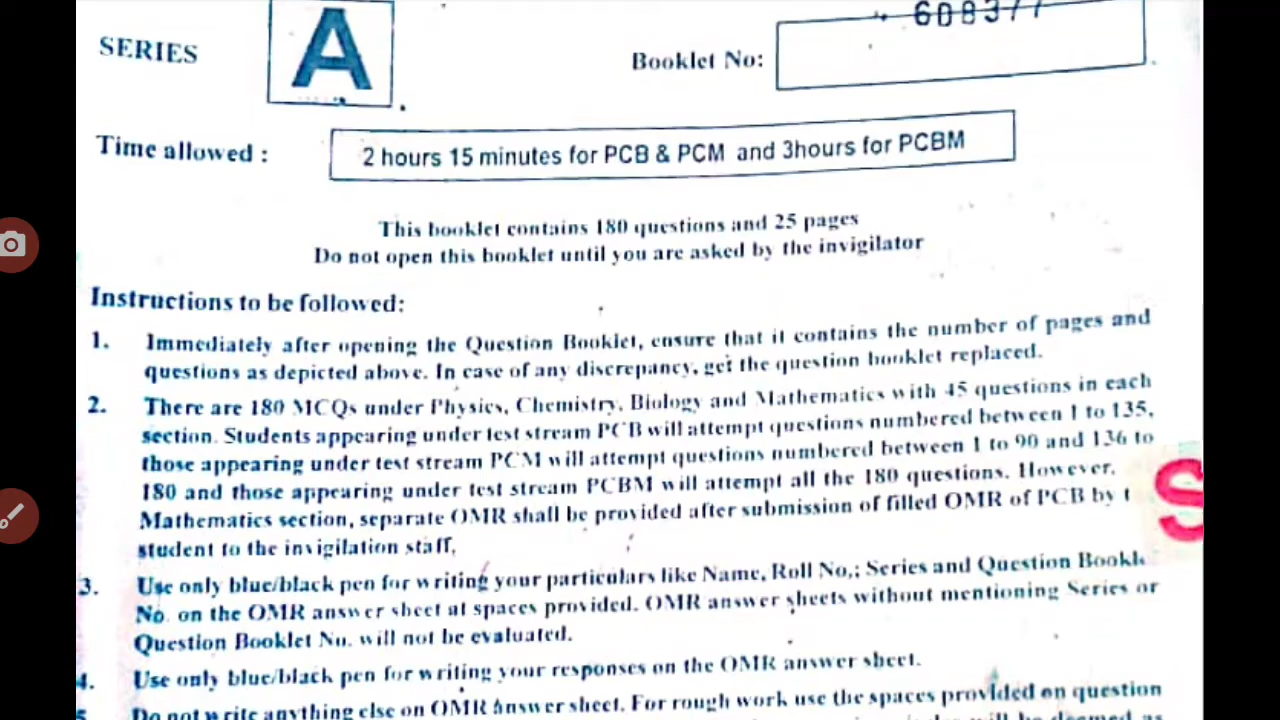 608377
SERIES
A
Booklet No:
Time allowed :
2 hours 15 minutes for PCB & PCM and 3hours for PCBM
This booklet contains 180 questions and 25 pages
Do not open this booklet until you are asked by the invigilator
Instructions to be followed:
1. Immediately after opening the Question Booklet, ensure that it contains the number of pages and
questions as depicted above. In case of any discrepancy, get the question booklet replaced.
2. There are 180 MCQs under Physics, Chemistry, Biology and Mathematics with 45 questions in each
section. Students appearing under test stream PCB will attempt questions numbered between 1 to 135,
those appearing under test stream PCM will attempt questions numbered between 1 to 90 and 136 to
180 and those appearing under test stream PCBM will attempt all the 180 questions. However,
Mathematics section, separate OMR shall be provided after submission of filled OMR of PCB by t
student to the invigilation staff.
3. Use only blue/black pen for writing your particulars like Name, Roll No,; Series and Question Bookle
No. on the OMR answer sheet at spaces provided. OMR answer sheets without mentioning Series or
Question Booklet No. will not be evaluated.
4. Use only blue/black pen for writing your responses on the OMR answer sheet.
5 Do not write anything else on OMR answer sheet. For rough work use the spaces provided on question
will be deemed as
S